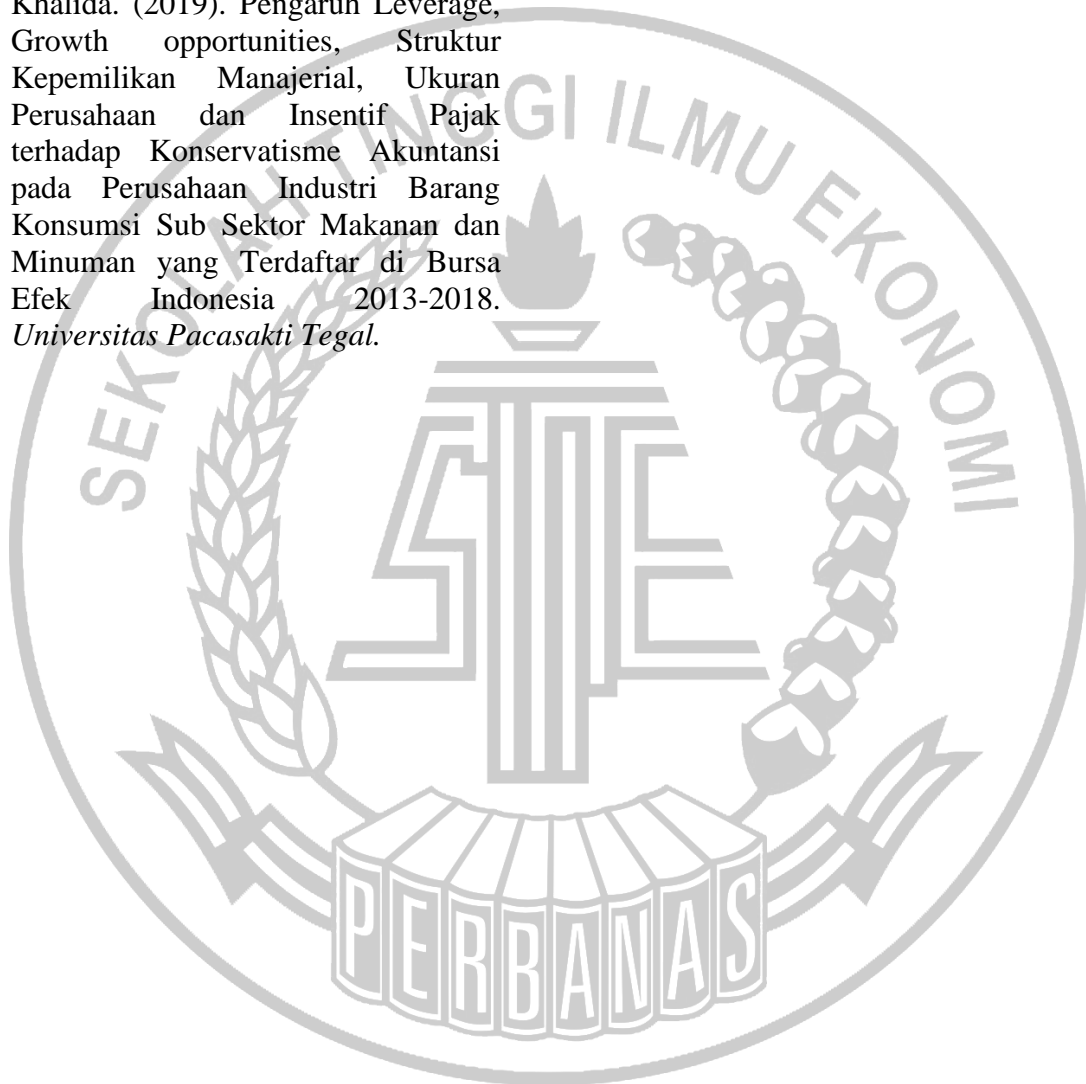 Khalida. (2019). Pengaruh Leverage,
Growth opportunities, Struktur
Kepemilikan Manajerial, Ukuran
Perusahaan dan Insentif Pajak
terhadap Konservatisme Akuntansi
pada Perusahaan Industri Barang
Konsumsi Sub Sektor Makanan dan
Minuman yang Terdaftar di Bursa
Efek Indonesia 2013-2018.
Universitas Pacasakti Tegal.
SEKOLAH TINGGI ILMU EKONOMI
STIE
PERBANAS